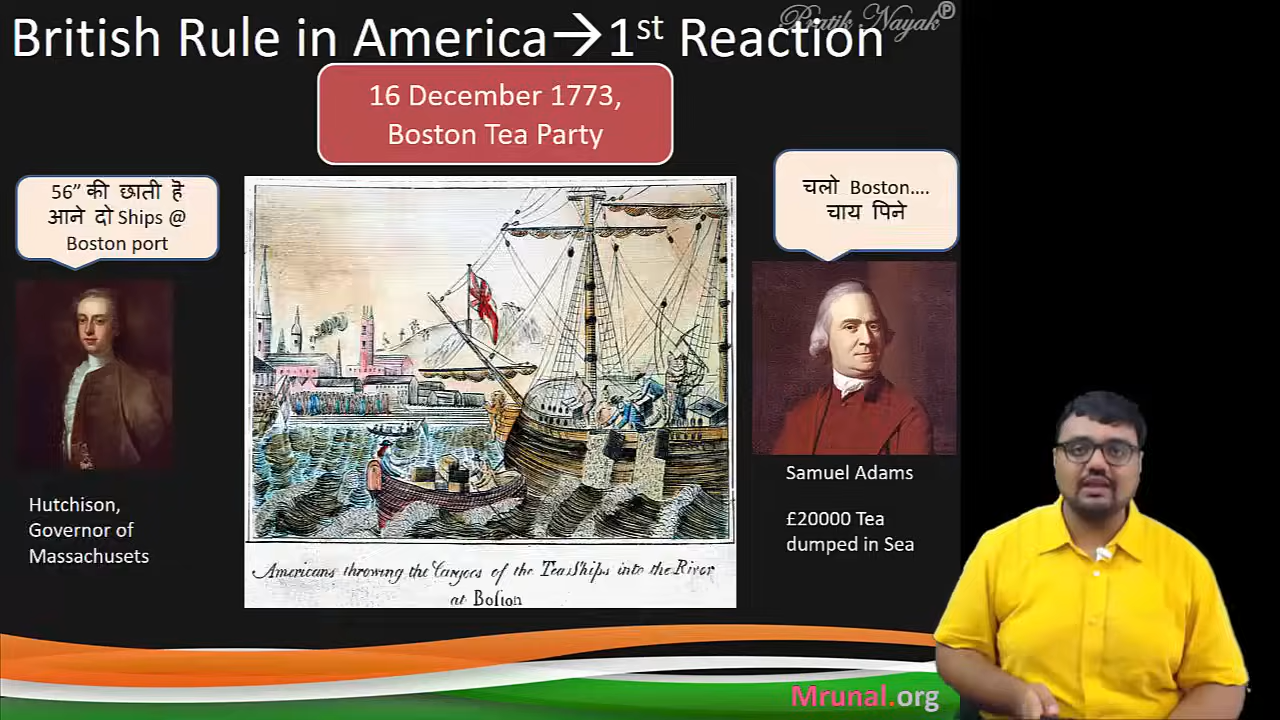 Pratik Nayak ℗
British Rule in America→1st Reaction
16 December 1773,
Boston Tea Party
56” की छाती हॆ
आने दो Ships @
Boston port
चलो Boston....
चाय पिने
Hutchison,
Governor of
Massachusets
Samuel Adams
£20000 Tea
dumped in Sea
Americans throwing the Cargoes of the Tea Ships into the River
at Boſton
Mrunal.org